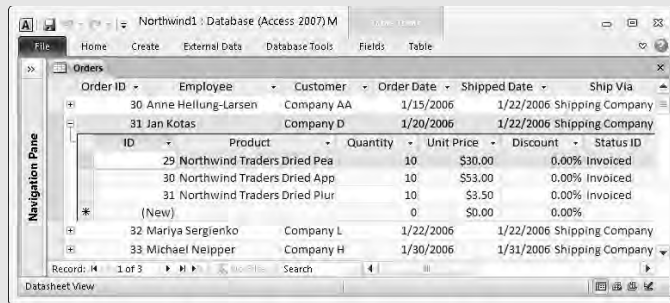 A Northwind1 : Database (Access 2007) M
File Home Create External Data Database Tools Fields Table
» Orders ×
Order ID Employee Customer Order Date Shipped Date Ship Via
30 Anne Hellung-Larsen Company AA 1/15/2006 1/22/2006 Shipping Company
31 Jan Kotas Company D 1/20/2006 1/22/2006 Shipping Company
ID Product Quantity Unit Price Discount Status ID
29 Northwind Traders Dried Pea 10 $30.00 0.00% Invoiced
30 Northwind Traders Dried App 10 $53.00 0.00% Invoiced
31 Northwind Traders Dried Plur 10 $3.50 0.00% Invoiced
* (New) 0 $0.00 0.00%
32 Mariya Sergienko Company L 1/22/2006 1/22/2006 Shipping Company
33 Michael Neipper Company H 1/30/2006 1/31/2006 Shipping Company
Navigation Pane
Record: 1 of 3 Search
Datasheet View